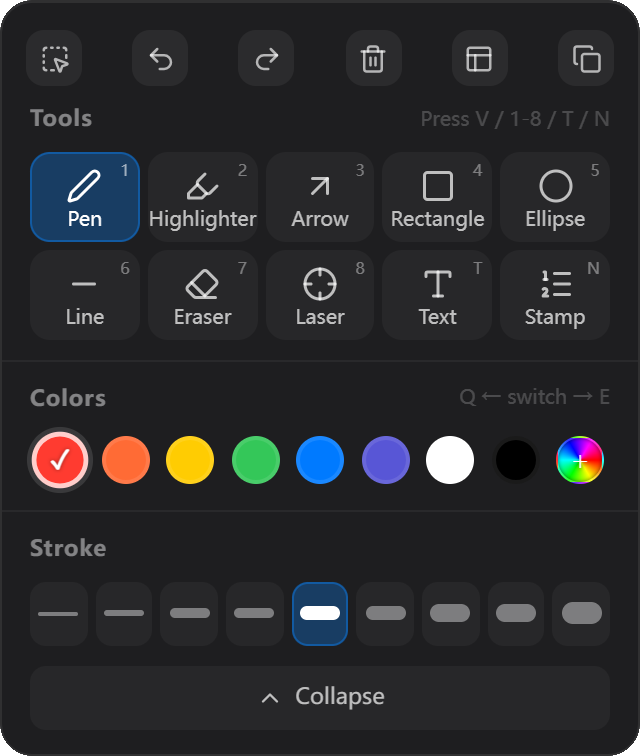 Tools Press V / 1-8 / T / N
1 2 3 4 5
Pen Highlighter Arrow Rectangle Ellipse
6 7 8 T N
Line Eraser Laser Text Stamp
Colors Q ← switch → E
Stroke
Collapse